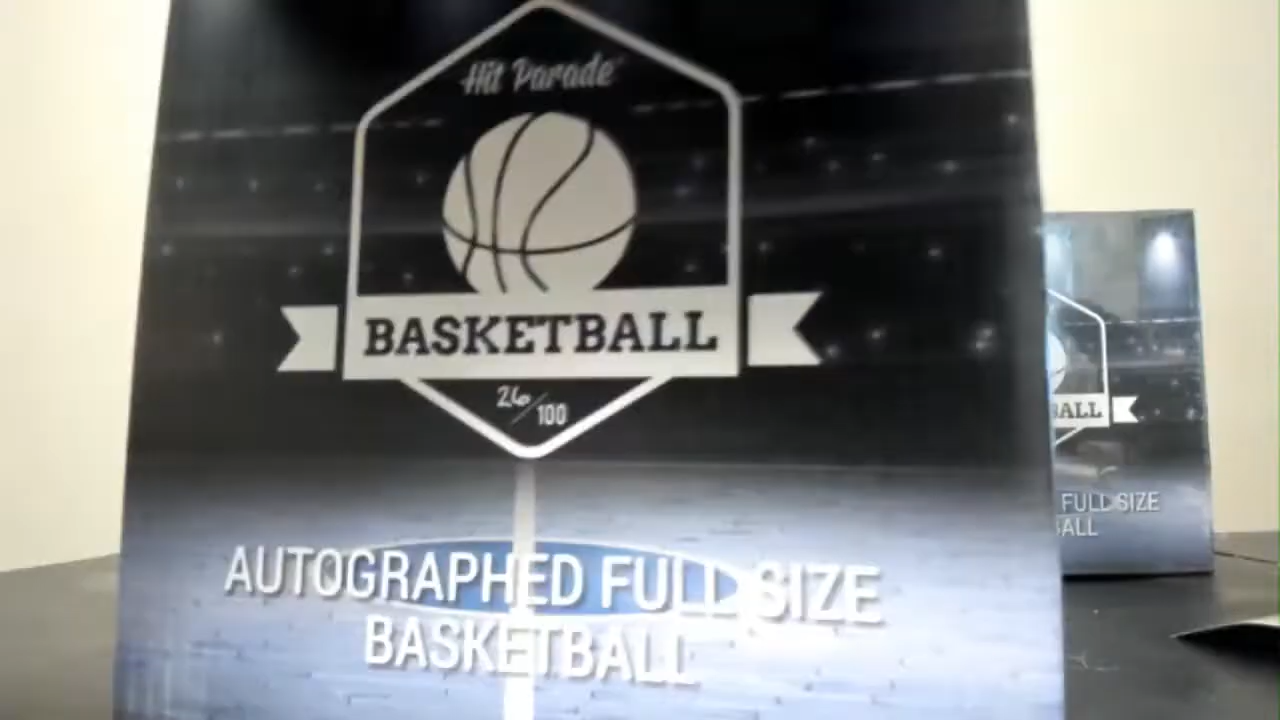 Hit Parade
BASKETBALL
26/100
AUTOGRAPHED FULL SIZE
BASKETBALL
BALL
FULL SIZE
BALL